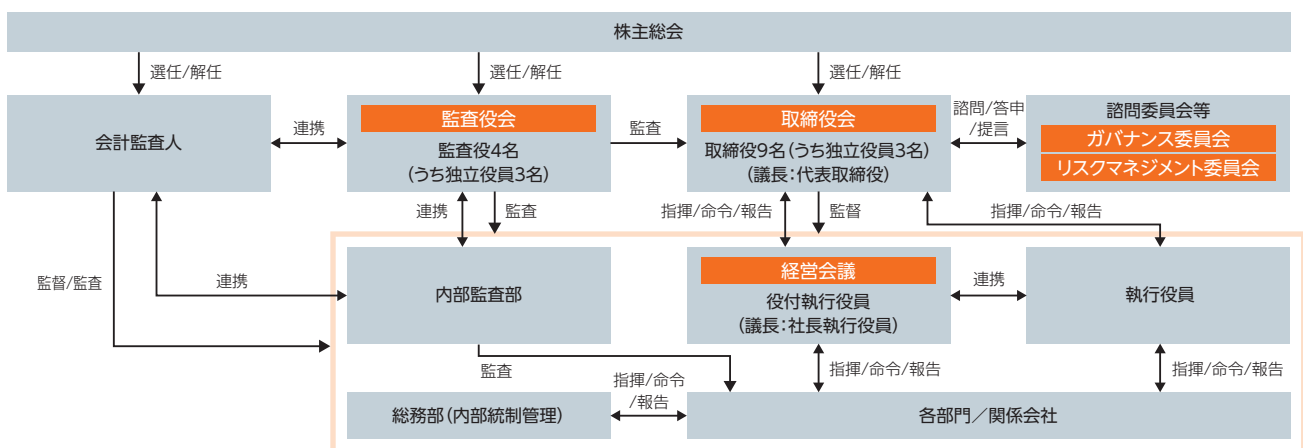 株主総会
選任/解任
選任/解任
選任/解任
会計監査人
連携
監査役会
監査役4名
(うち独立役員3名)
監査
取締役会
取締役9名(うち独立役員3名)
(議長:代表取締役)
諮問/答申
/提言
諮問委員会等
ガバナンス委員会
リスクマネジメント委員会
連携
監査
指揮/命令/報告
監督
指揮/命令/報告
監督/監査
連携
内部監査部
経営会議
役付執行役員
(議長:社長執行役員)
連携
執行役員
監査
指揮/命令
/報告
指揮/命令/報告
指揮/命令/報告
総務部(内部統制管理)
各部門/関係会社